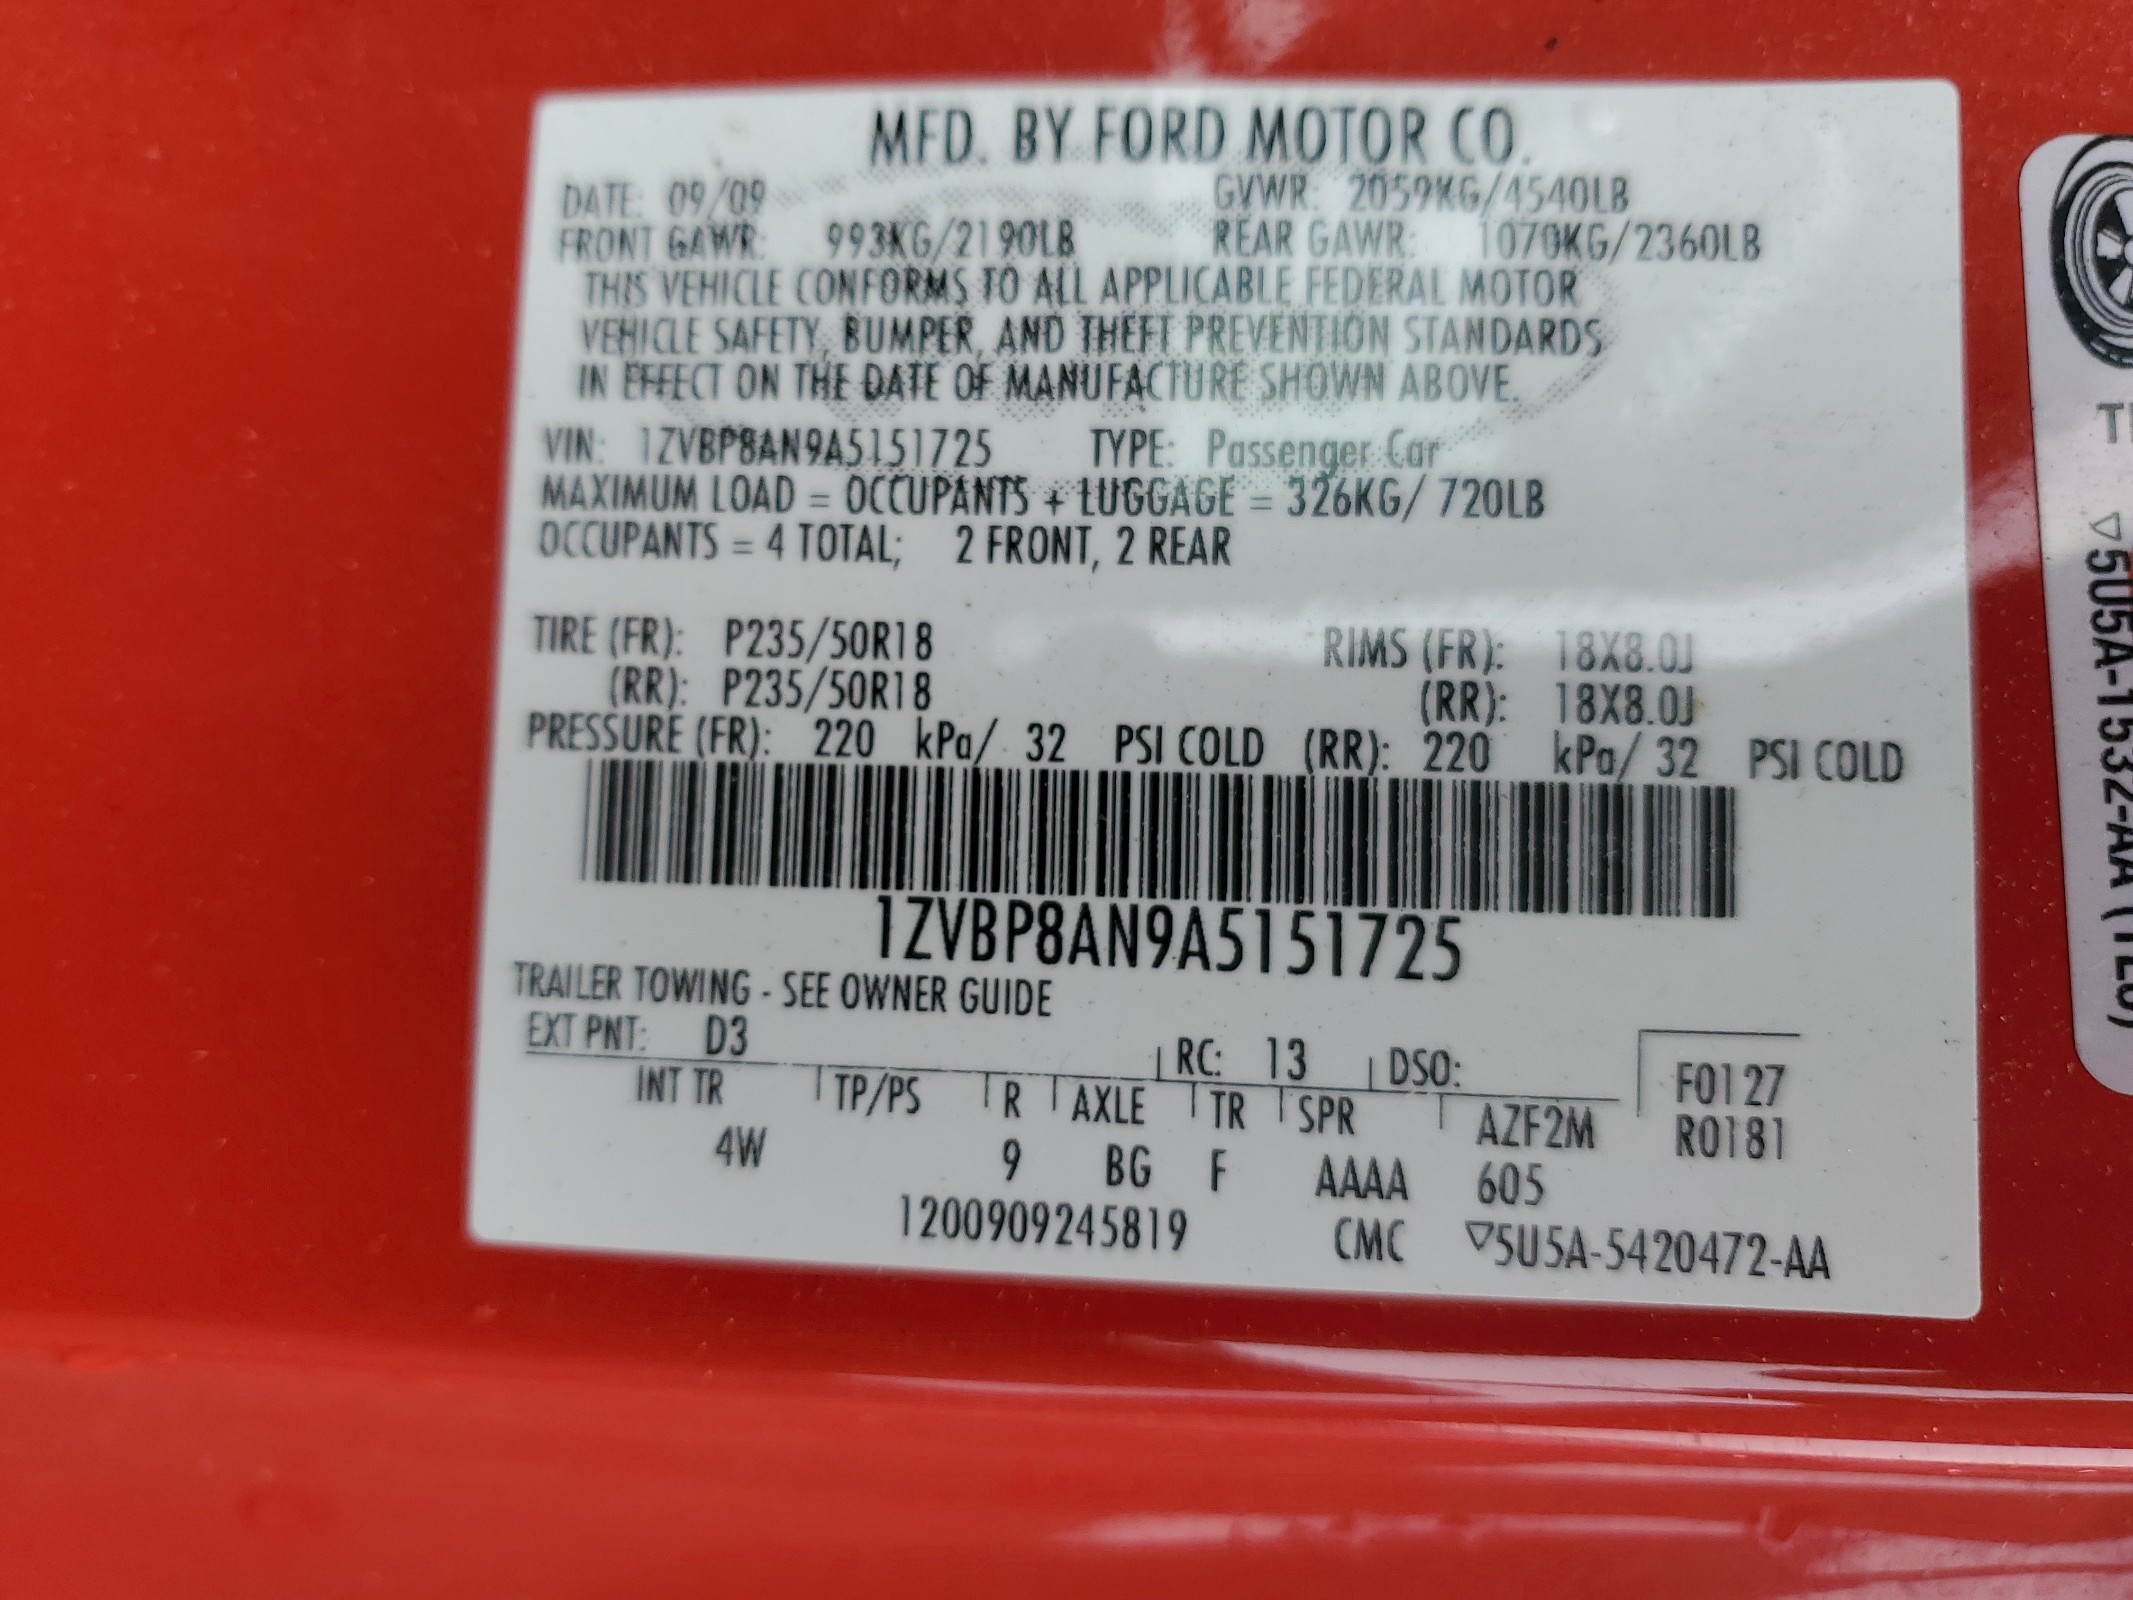 MFD. BY FORD MOTOR CO.
DATE: 09/09 GVWR: 2059KG/4540LB
FRONT GAWR: 993KG/2190LB REAR GAWR: 1070KG/2360LB
THIS VEHICLE CONFORMS TO ALL APPLICABLE FEDERAL MOTOR
VEHICLE SAFETY, BUMPER, AND THEFT PREVENTION STANDARDS
IN EFFECT ON THE DATE OF MANUFACTURE SHOWN ABOVE.
VIN: 1ZVBP8AN9A5151725 TYPE: Passenger Car
MAXIMUM LOAD = OCCUPANTS + LUGGAGE = 326KG/ 720LB
OCCUPANTS = 4 TOTAL; 2 FRONT, 2 REAR
TIRE (FR): P235/50R18 RIMS (FR): 18X8.0J
(RR): P235/50R18 (RR): 18X8.0J
PRESSURE (FR): 220 kPa/ 32 PSI COLD (RR): 220 kPa/ 32 PSI COLD
1ZVBP8AN9A5151725
TRAILER TOWING - SEE OWNER GUIDE
EXT PNT: D3 RC: 13 DSO: F0127
INT TR TP/PS R AXLE TR SPR AZF2M R0181
4W 9 BG F AAAA 605
1200909245819 CMC ▽5U5A-5420472-AA
▽5U5A-1532-AA